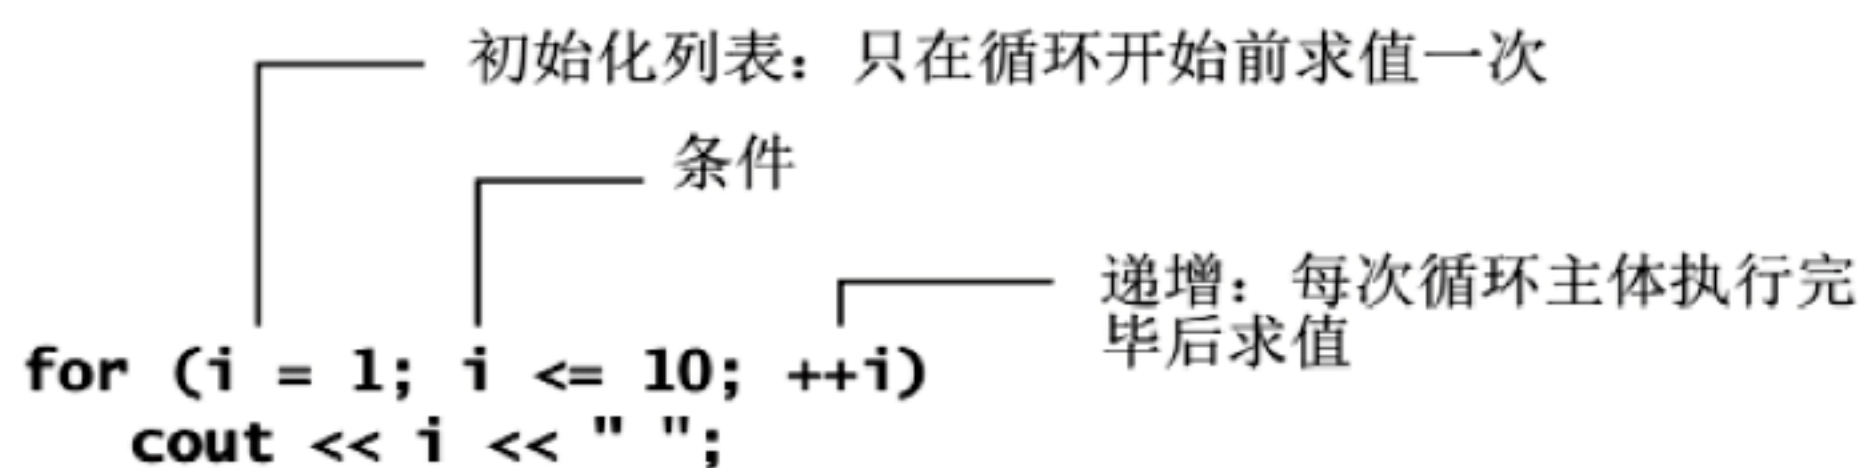 初始化列表：只在循环开始前求值一次
条件
递增：每次循环主体执行完
毕后求值
for (i = 1; i <= 10; ++i)
cout << i << " ";